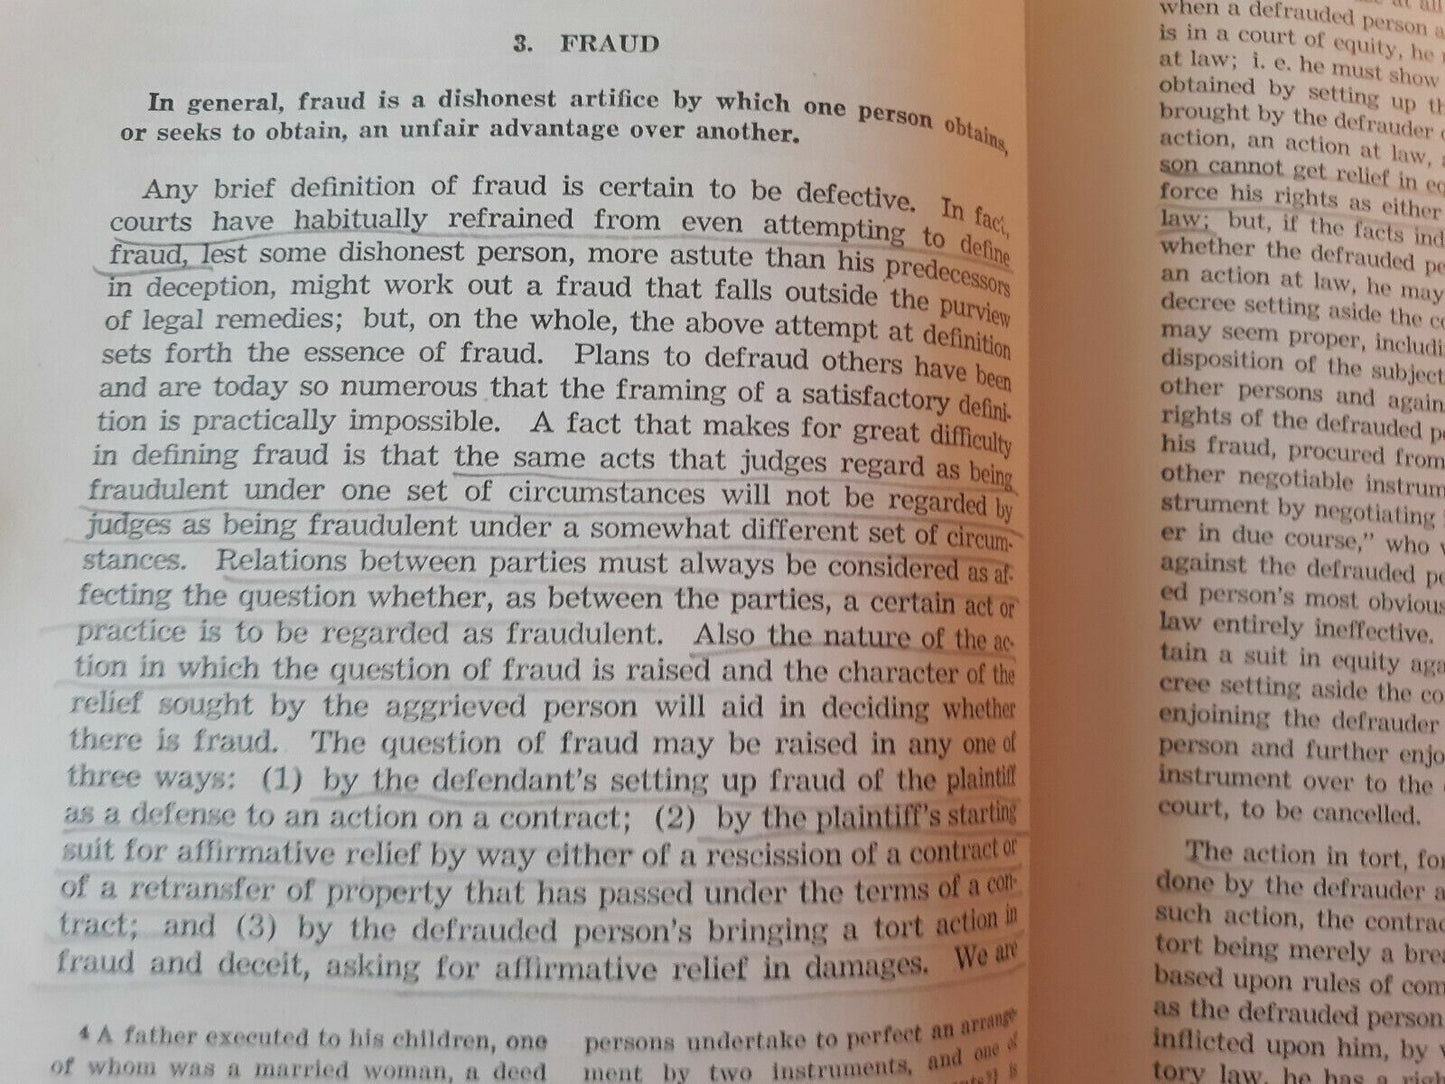 3. FRAUD
In general, fraud is a dishonest artifice by which one person obtains,
or seeks to obtain, an unfair advantage over another.
Any brief definition of fraud is certain to be defective. In fact,
courts have habitually refrained from even attempting to define
fraud, lest some dishonest person, more astute than his predecessors
in deception, might work out a fraud that falls outside the purview
of legal remedies; but, on the whole, the above attempt at definition
sets forth the essence of fraud. Plans to defraud others have been
and are today so numerous that the framing of a satisfactory defini-
tion is practically impossible. A fact that makes for great difficulty
in defining fraud is that the same acts that judges regard as being
fraudulent under one set of circumstances will not be regarded by
judges as being fraudulent under a somewhat different set of circum-
stances. Relations between parties must always be considered as af-
fecting the question whether, as between the parties, a certain act or
practice is to be regarded as fraudulent. Also the nature of the ac-
tion in which the question of fraud is raised and the character of the
relief sought by the aggrieved person will aid in deciding whether
there is fraud. The question of fraud may be raised in any one of
three ways: (1) by the defendant's setting up fraud of the plaintiff
as a defense to an action on a contract; (2) by the plaintiff's starting
suit for affirmative relief by way either of a rescission of a contract or
of a retransfer of property that has passed under the terms of a con-
tract; and (3) by the defrauded person's bringing a tort action in
fraud and deceit, asking for affirmative relief in damages. We are
4 A father executed to his children, one
of whom was a married woman, a deed
persons undertake to perfect an arrange-
ment by two instruments, and one of
is
at all
when a defrauded person a
is in a court of equity, he
at law; i. e. he must show
obtained by setting up th
brought by the defrauder
action, an action at law,
son cannot get relief in eq
force his rights as either
law; but, if the facts ind
whether the defrauded pe
an action at law, he may
decree setting aside the co
may seem proper, includi
disposition of the subject
other persons and again
rights of the defrauded pe
his fraud, procured from
other negotiable instrum
strument by negotiating
er in due course," who
against the defrauded pe
ed person's most obvious
law entirely ineffective.
tain a suit in equity aga
cree setting aside the co
enjoining the defrauder
person and further enjo
instrument over to the
court, to be cancelled.
The action in tort, for
done by the defrauder a
such action, the contrac
tort being merely a brea
based upon rules of com
as the defrauded person
inflicted upon him, by
tory law, he has a right